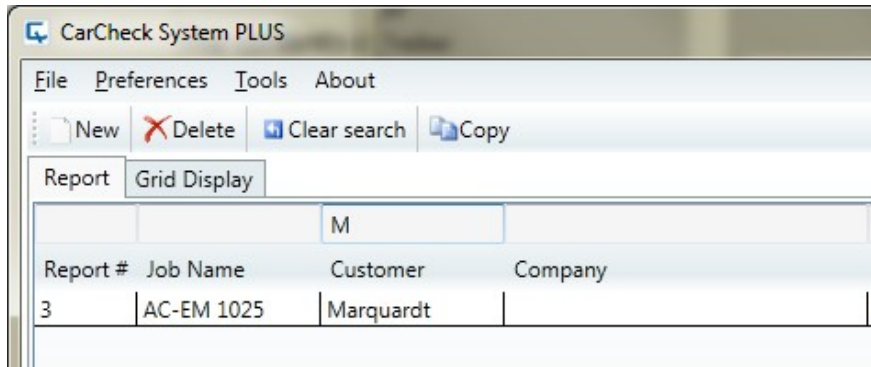 CarCheck System PLUS
File Preferences Tools About
New Delete Clear search Copy
Report Grid Display
M
Report # Job Name Customer Company
3 AC-EM 1025 Marquardt